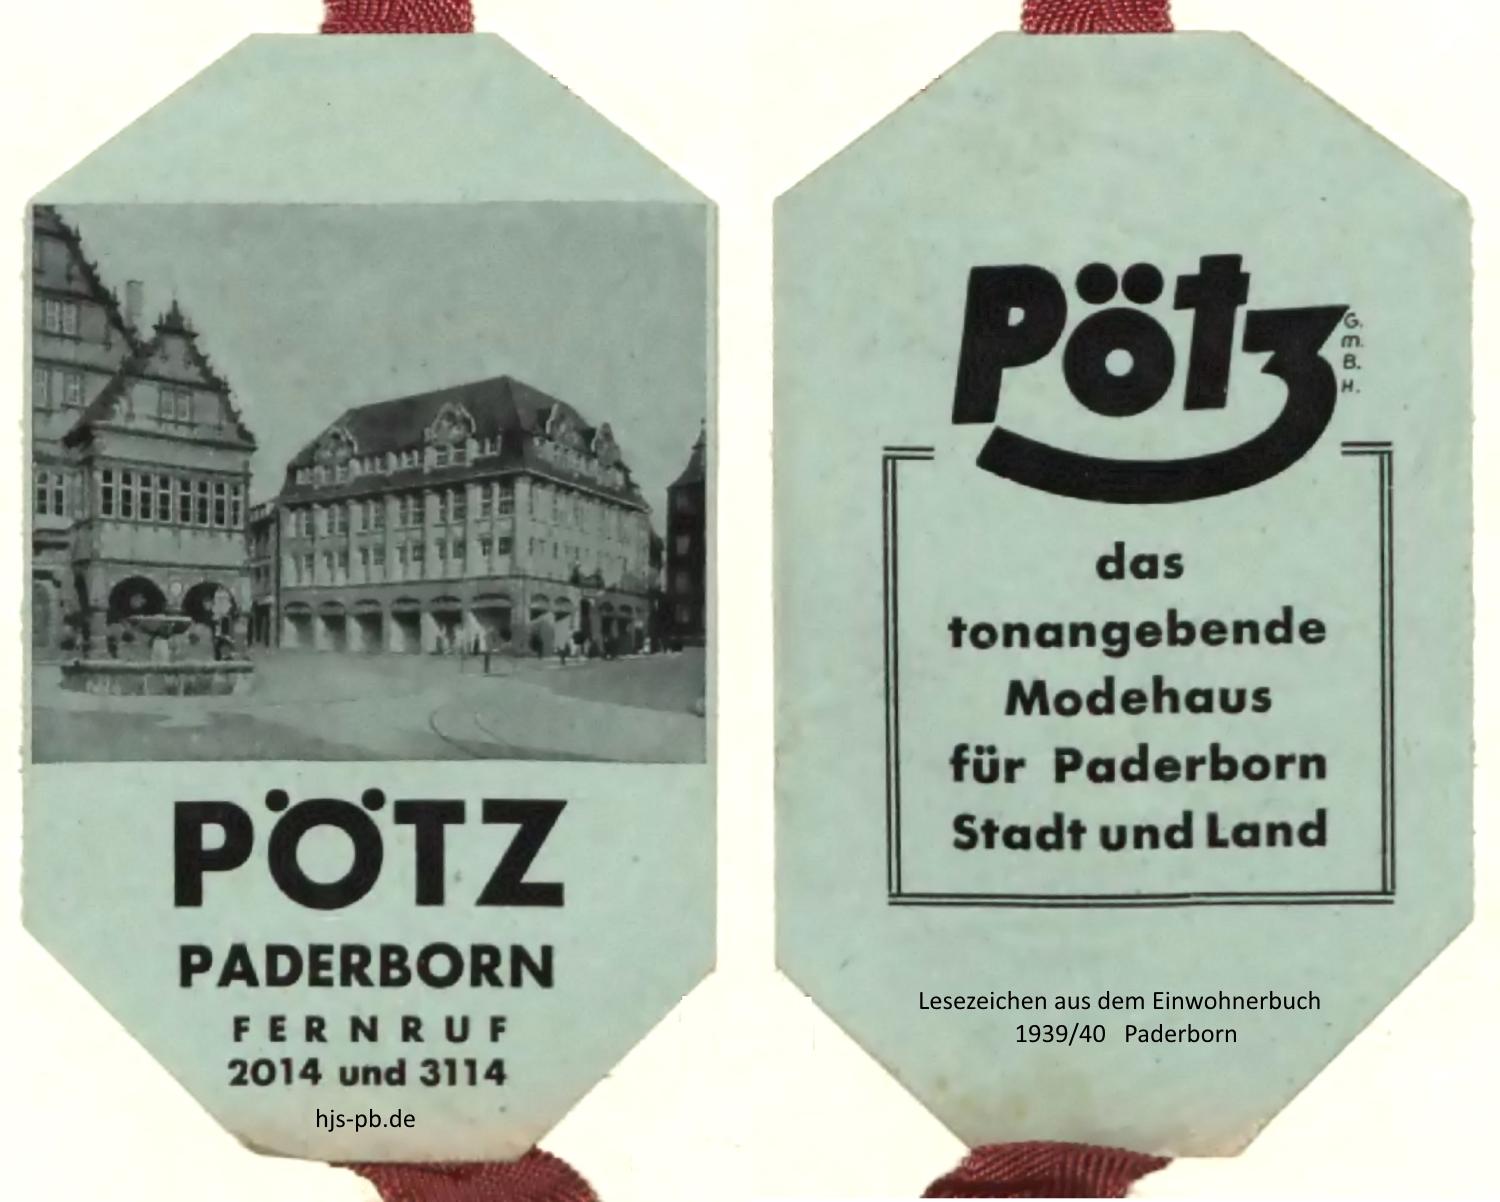 PÖTZ
PADERBORN
FERNRUF
2014 und 3114
hjs-pb.de
Pötz G.m.B.H.
das
tonangebende
Modehaus
für Paderborn
Stadt und Land
Lesezeichen aus dem Einwohnerbuch
1939/40 Paderborn